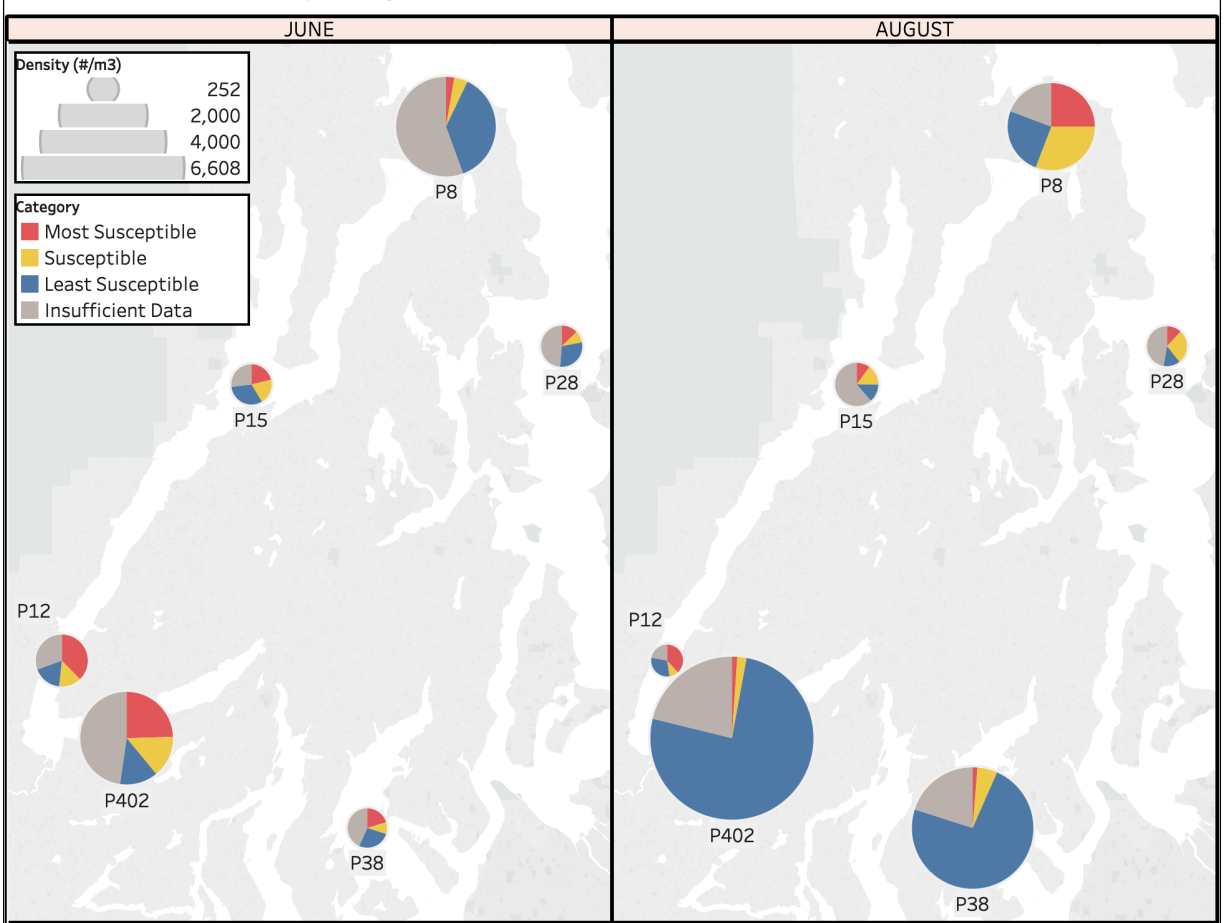 JUNE
AUGUST
Density (#/m3)
252
2,000
4,000
6,608
Category
Most Susceptible
Susceptible
Least Susceptible
Insufficient Data
P8
P28
P15
P12
P402
P38
P8
P28
P15
P12
P402
P38